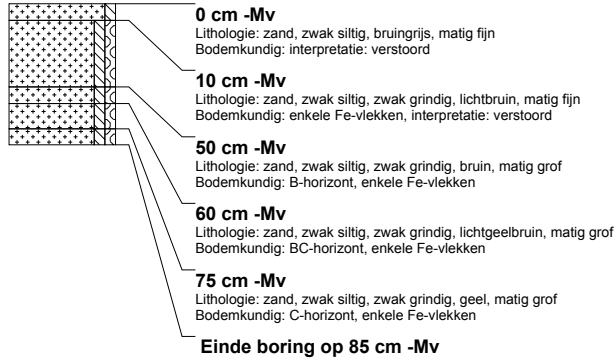 0 cm -Mv
Lithologie: zand, zwak siltig, bruingrijs, matig fijn
Bodemkundig: interpretatie: verstoord
10 cm -Mv
Lithologie: zand, zwak siltig, zwak grindig, lichtbruin, matig fijn
Bodemkundig: enkele Fe-vlekken, interpretatie: verstoord
50 cm -Mv
Lithologie: zand, zwak siltig, zwak grindig, bruin, matig grof
Bodemkundig: B-horizont, enkele Fe-vlekken
60 cm -Mv
Lithologie: zand, zwak siltig, zwak grindig, lichtgeelbruin, matig grof
Bodemkundig: BC-horizont, enkele Fe-vlekken
75 cm -Mv
Lithologie: zand, zwak siltig, zwak grindig, geel, matig grof
Bodemkundig: C-horizont, enkele Fe-vlekken
Einde boring op 85 cm -Mv